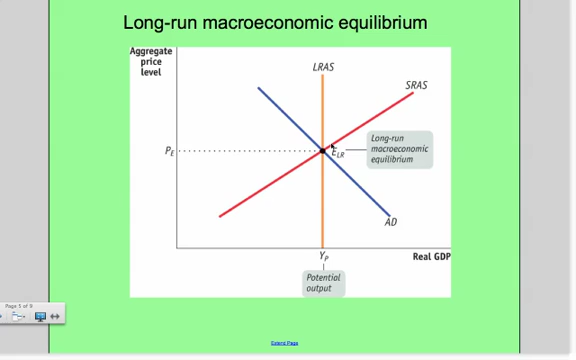 Long-run macroeconomic equilibrium
Aggregate
price
level
LRAS
SRAS
PE
ELR
Long-run
macroeconomic
equilibrium
AD
YP
Real GDP
Potential
output
Page 5 of 9
Extend Page